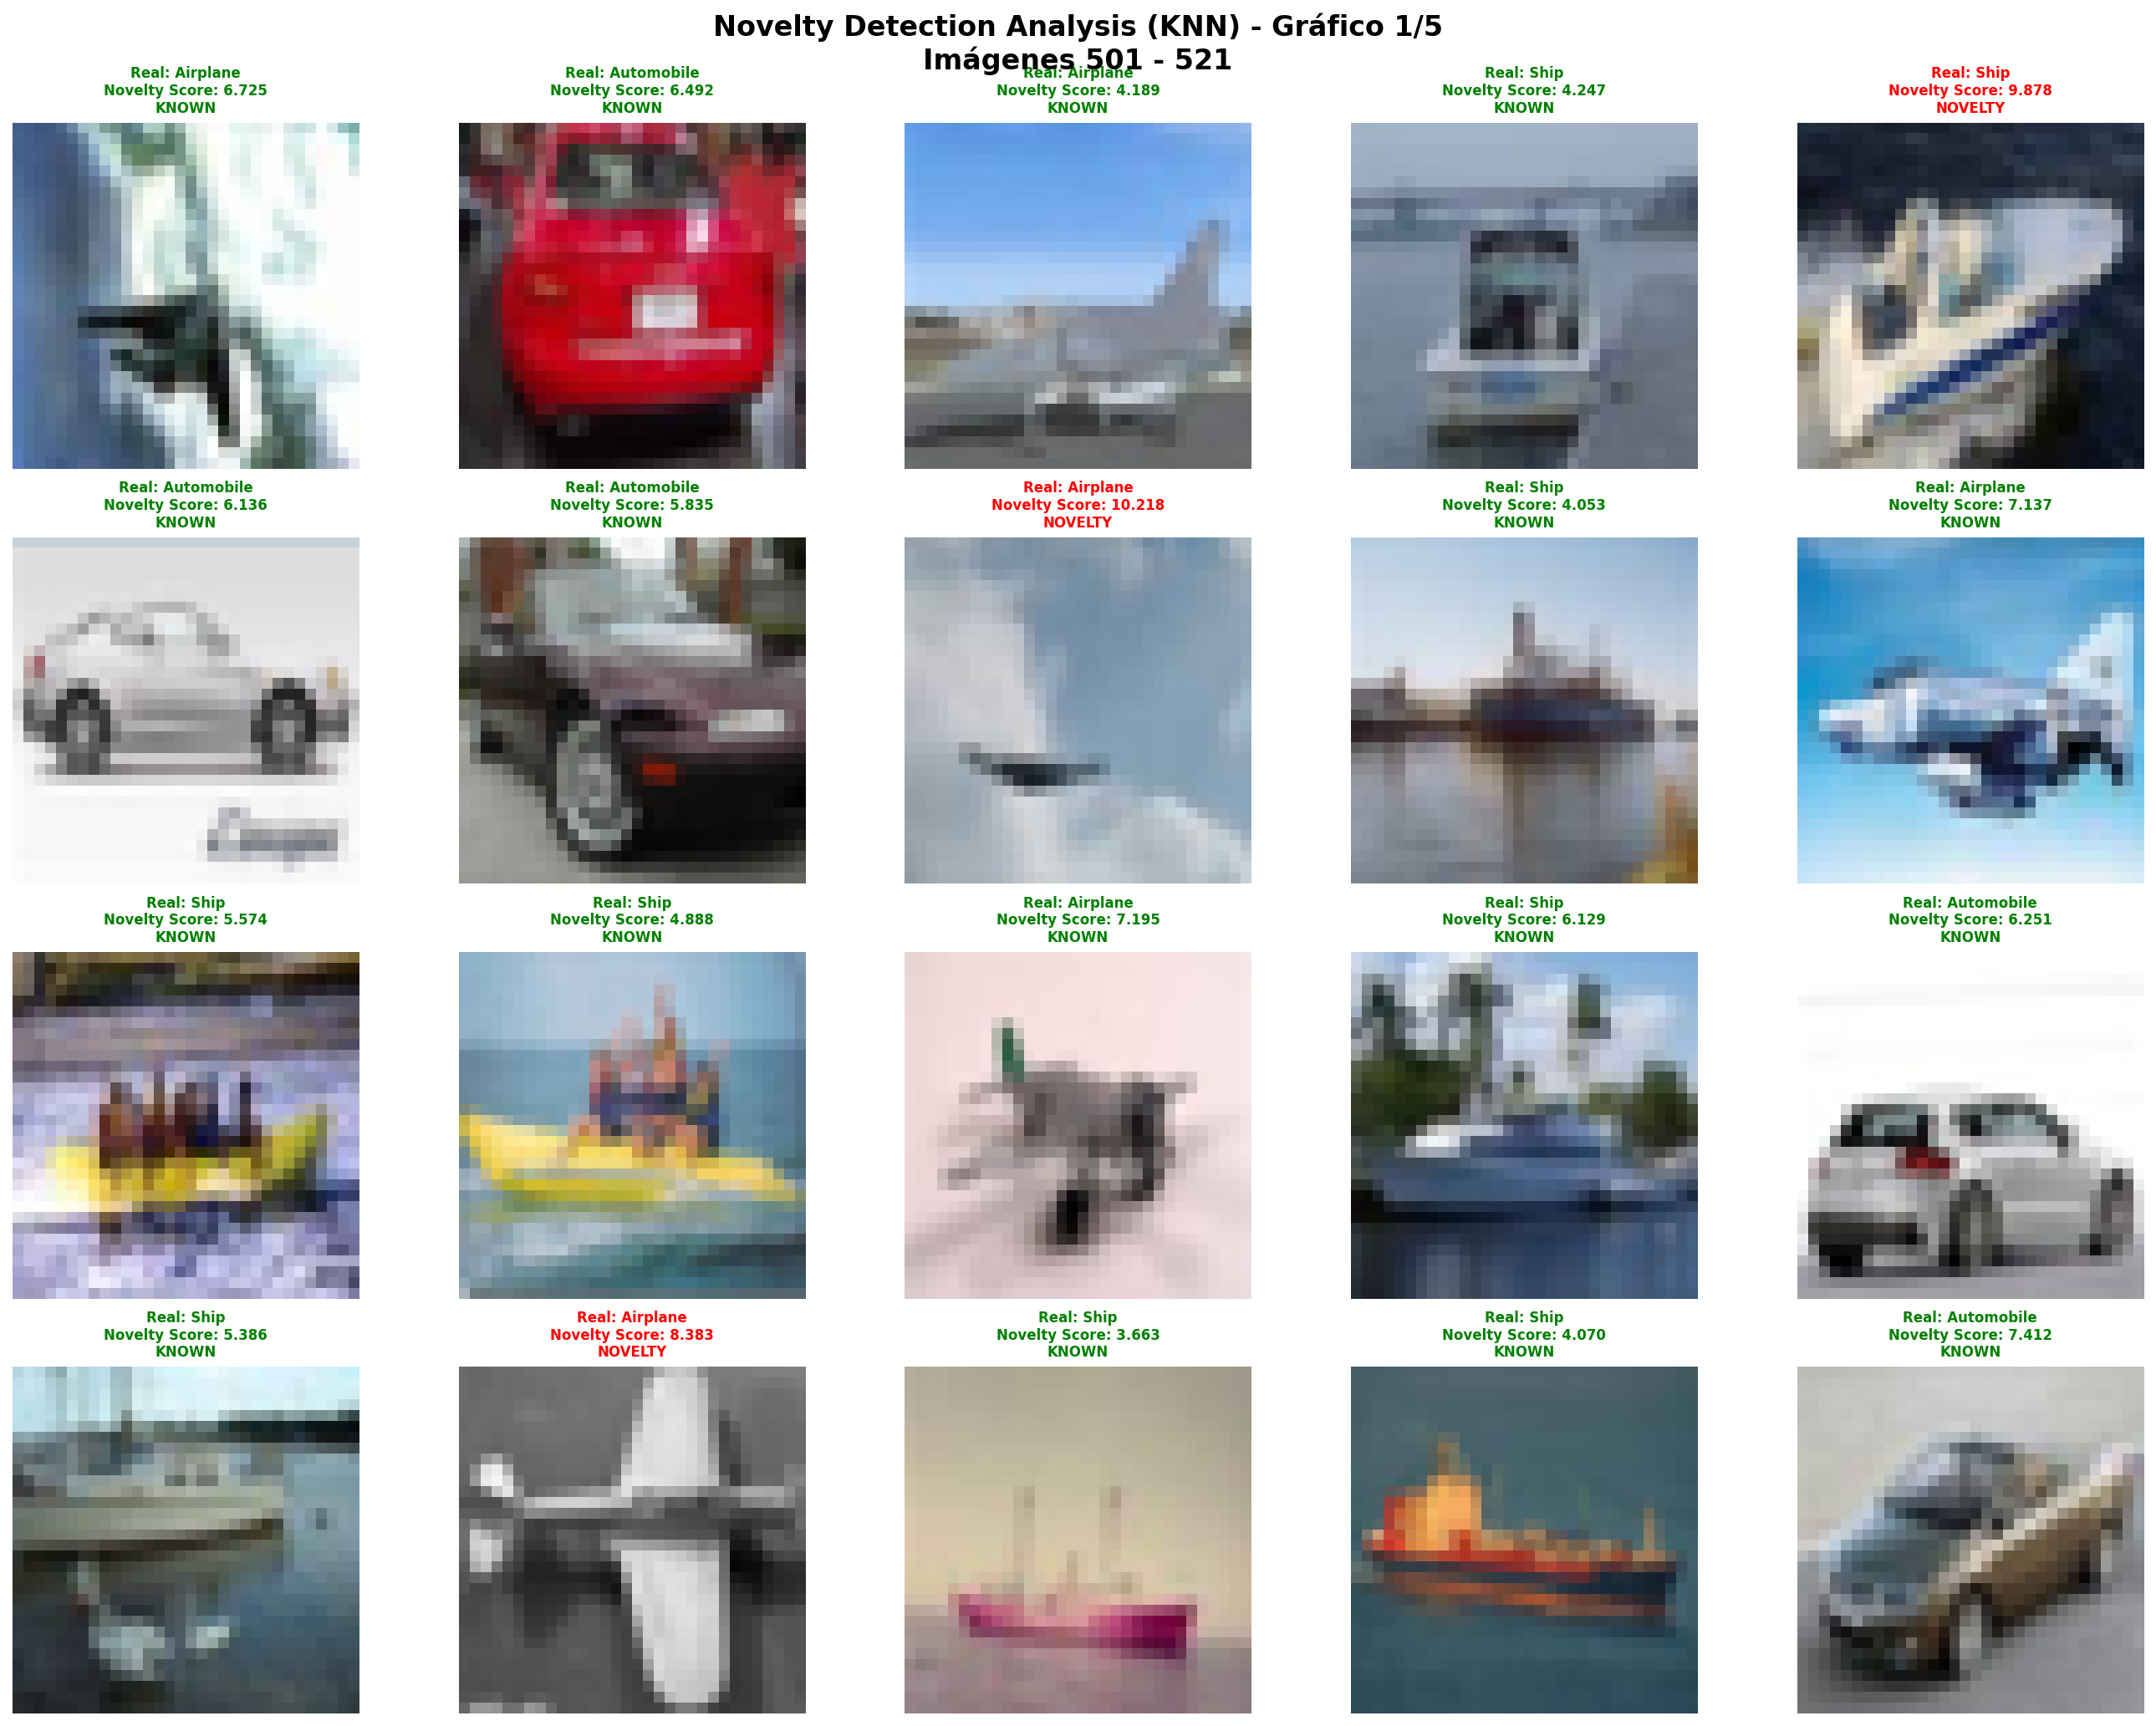 Novelty Detection Analysis (KNN) - Gráfico 1/5
Imágenes 501 - 521
Real: Airplane
Novelty Score: 6.725
KNOWN
Real: Automobile
Novelty Score: 6.492
KNOWN
Real: Airplane
Novelty Score: 4.189
KNOWN
Real: Ship
Novelty Score: 4.247
KNOWN
Real: Ship
Novelty Score: 9.878
NOVELTY
Real: Automobile
Novelty Score: 6.136
KNOWN
Real: Automobile
Novelty Score: 5.835
KNOWN
Real: Airplane
Novelty Score: 10.218
NOVELTY
Real: Ship
Novelty Score: 4.053
KNOWN
Real: Airplane
Novelty Score: 7.137
KNOWN
Real: Ship
Novelty Score: 5.574
KNOWN
Real: Ship
Novelty Score: 4.888
KNOWN
Real: Airplane
Novelty Score: 7.195
KNOWN
Real: Ship
Novelty Score: 6.129
KNOWN
Real: Automobile
Novelty Score: 6.251
KNOWN
Real: Ship
Novelty Score: 5.386
KNOWN
Real: Airplane
Novelty Score: 8.383
NOVELTY
Real: Ship
Novelty Score: 3.663
KNOWN
Real: Ship
Novelty Score: 4.070
KNOWN
Real: Automobile
Novelty Score: 7.412
KNOWN